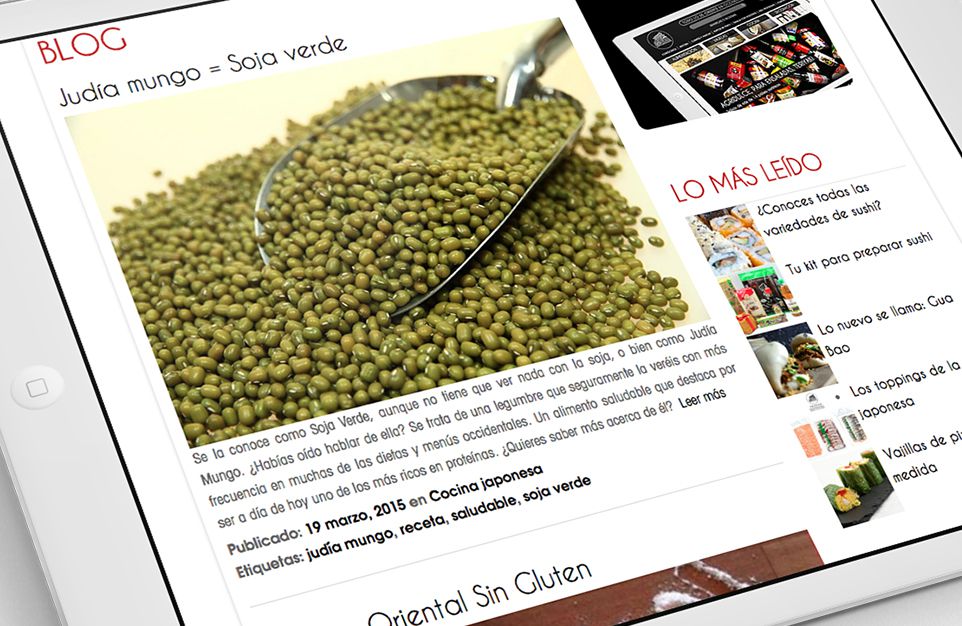 BLOG
Judía mungo = Soja verde
Se la conoce como Soja Verde, aunque no tiene que ver nada con la soja, o bien como Judía
Mungo. ¿Habías oído hablar de ella? Se trata de una legumbre que seguramente la veréis con más
frecuencia en muchas de las dietas y menús occidentales. Un alimento saludable que destaca por
ser a día de hoy uno de los más ricos en proteínas. ¿Quieres saber más acerca de él? Leer más
Publicado: 19 marzo, 2015 en Cocina japonesa
Etiquetas: judía mungo, receta, saludable, soja verde
Oriental Sin Gluten
AGRIDULCE, PARA ENSALADAS, TERIYAKI
LO MÁS LEÍDO
¿Conoces todas las
variedades de sushi?
Tu kit para preparar sushi
Lo nuevo se llama: Gua
Bao
Los toppings de la
japonesa
Vajillas de
medida